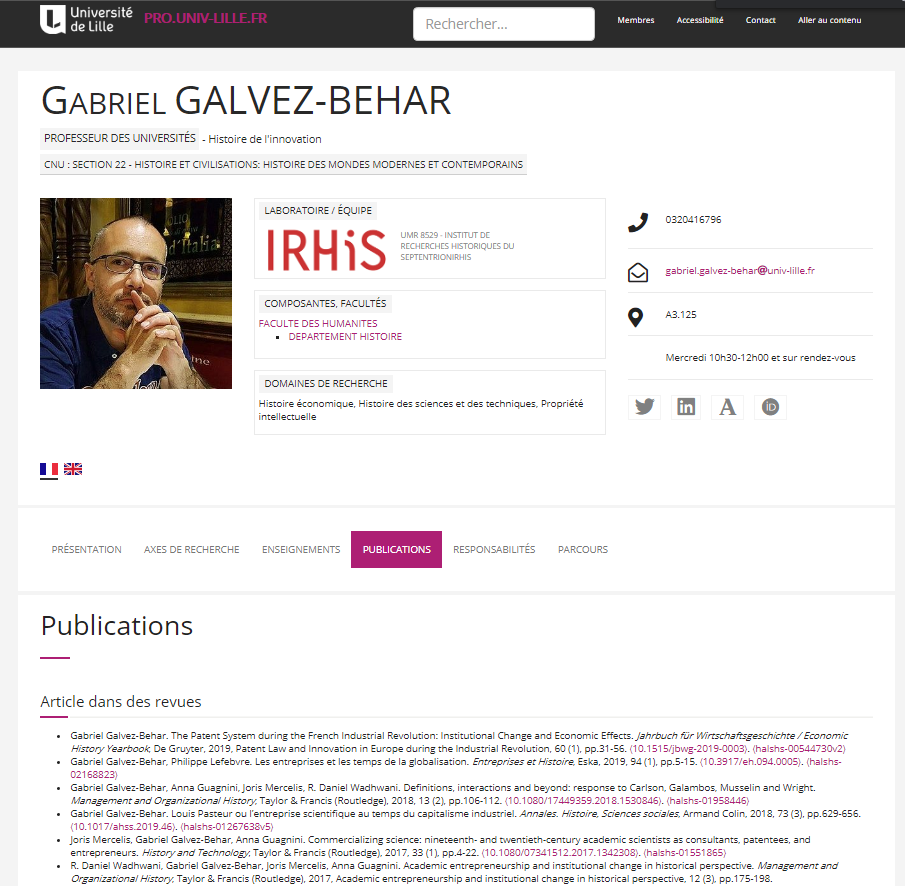 Université
de Lille
PRO.UNIV-LILLE.FR
Rechercher...
Membres
Accessibilité
Contact
Aller au contenu
Gabriel GALVEZ-BEHAR
PROFESSEUR DES UNIVERSITÉS - Histoire de l'innovation
CNU : SECTION 22 - HISTOIRE ET CIVILISATIONS: HISTOIRE DES MONDES MODERNES ET CONTEMPORAINS
LABORATOIRE / ÉQUIPE
IRHiS
UMR 8529 - INSTITUT DE
RECHERCHES HISTORIQUES DU
SEPTENTRIONIRHIS
COMPOSANTES, FACULTÉS
FACULTE DES HUMANITES
DEPARTEMENT HISTOIRE
DOMAINES DE RECHERCHE
Histoire économique, Histoire des sciences et des techniques, Propriété
intellectuelle
0320416796
gabriel.galvez-behar@univ-lille.fr
A3.125
Mercredi 10h30-12h00 et sur rendez-vous
PRÉSENTATION
AXES DE RECHERCHE
ENSEIGNEMENTS
PUBLICATIONS
RESPONSABILITÉS
PARCOURS
Publications
Article dans des revues
• Gabriel Galvez-Behar. The Patent System during the French Industrial Revolution: Institutional Change and Economic Effects. Jahrbuch für Wirtschaftsgeschichte / Economic
History Yearbook, De Gruyter, 2019, Patent Law and Innovation in Europe during the Industrial Revolution, 60 (1), pp.31-56. ⟨10.1515/jbwg-2019-0003⟩. ⟨halshs-00544730v2⟩
• Gabriel Galvez-Behar, Philippe Lefebvre. Les entreprises et les temps de la globalisation. Entreprises et Histoire, Eska, 2019, 94 (1), pp.5-15. ⟨10.3917/eh.094.0005⟩. ⟨halshs-
02168823⟩
• Gabriel Galvez-Behar, Anna Guagnini, Joris Mercelis, R. Daniel Wadhwani. Definitions, interactions and beyond: response to Carlson, Galambos, Musselin and Wright.
Management and Organizational History, Taylor & Francis (Routledge), 2018, 13 (2), pp.106-112. ⟨10.1080/17449359.2018.1530846⟩. ⟨halshs-01958446⟩
• Gabriel Galvez-Behar. Louis Pasteur ou l'entreprise scientifique au temps du capitalisme industriel. Annales. Histoire, Sciences sociales, Armand Colin, 2018, 73 (3), pp.629-656.
⟨10.1017/ahss.2019.46⟩. ⟨halshs-01267638v5⟩
• Joris Mercelis, Gabriel Galvez-Behar, Anna Guagnini. Commercializing science: nineteenth- and twentieth-century academic scientists as consultants, patentees, and
entrepreneurs. History and Technology, Taylor & Francis (Routledge), 2017, 33 (1), pp.4-22. ⟨10.1080/07341512.2017.1342308⟩. ⟨halshs-01551865⟩
• R. Daniel Wadhwani, Gabriel Galvez-Behar, Joris Mercelis, Anna Guagnini. Academic entrepreneurship and institutional change in historical perspective. Management and
Organizational History, Taylor & Francis (Routledge), 2017, Academic entrepreneurship and institutional change in historical perspective, 12 (3), pp.175-198.